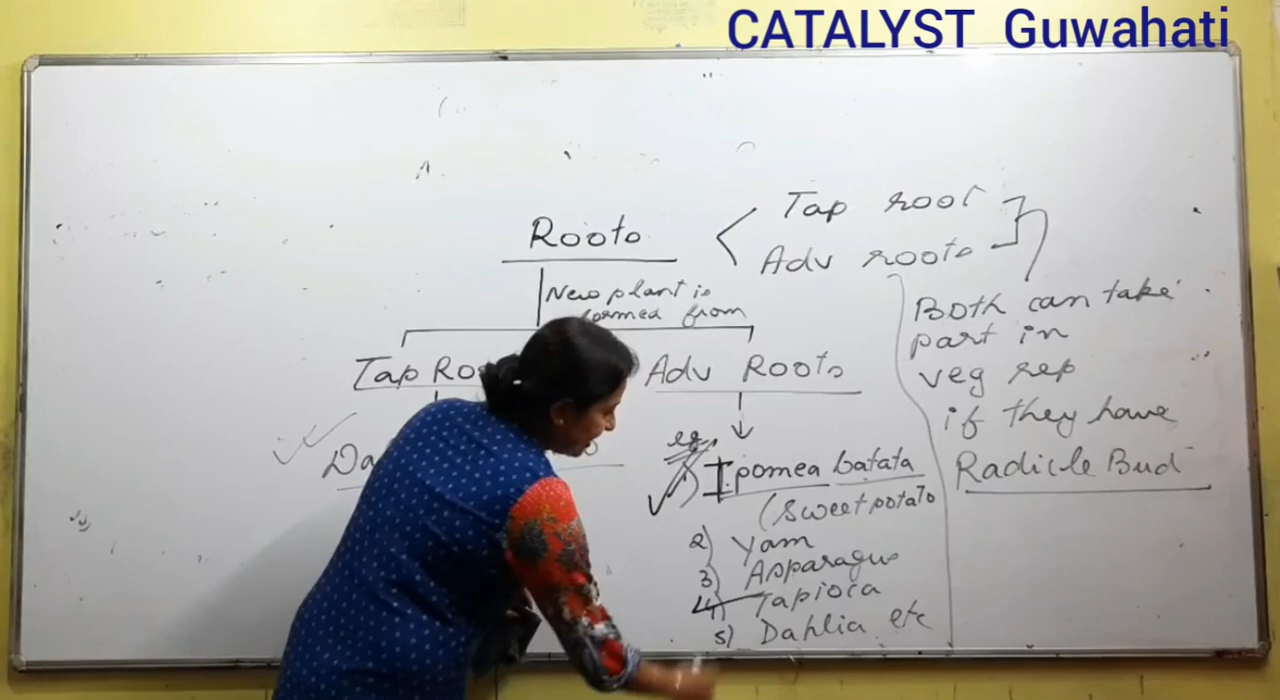 CATALYST Guwahati
Roots
Tap root
Adv roots
New plant is
formed from
Tap
Adv Roots
eg
Ipomea batata
(sweet potato
2) Yam
3) Asparagus
4) Tapioca
5) Dahlia etc
Both can take
part in
veg rep
if they have
Radicle Bud